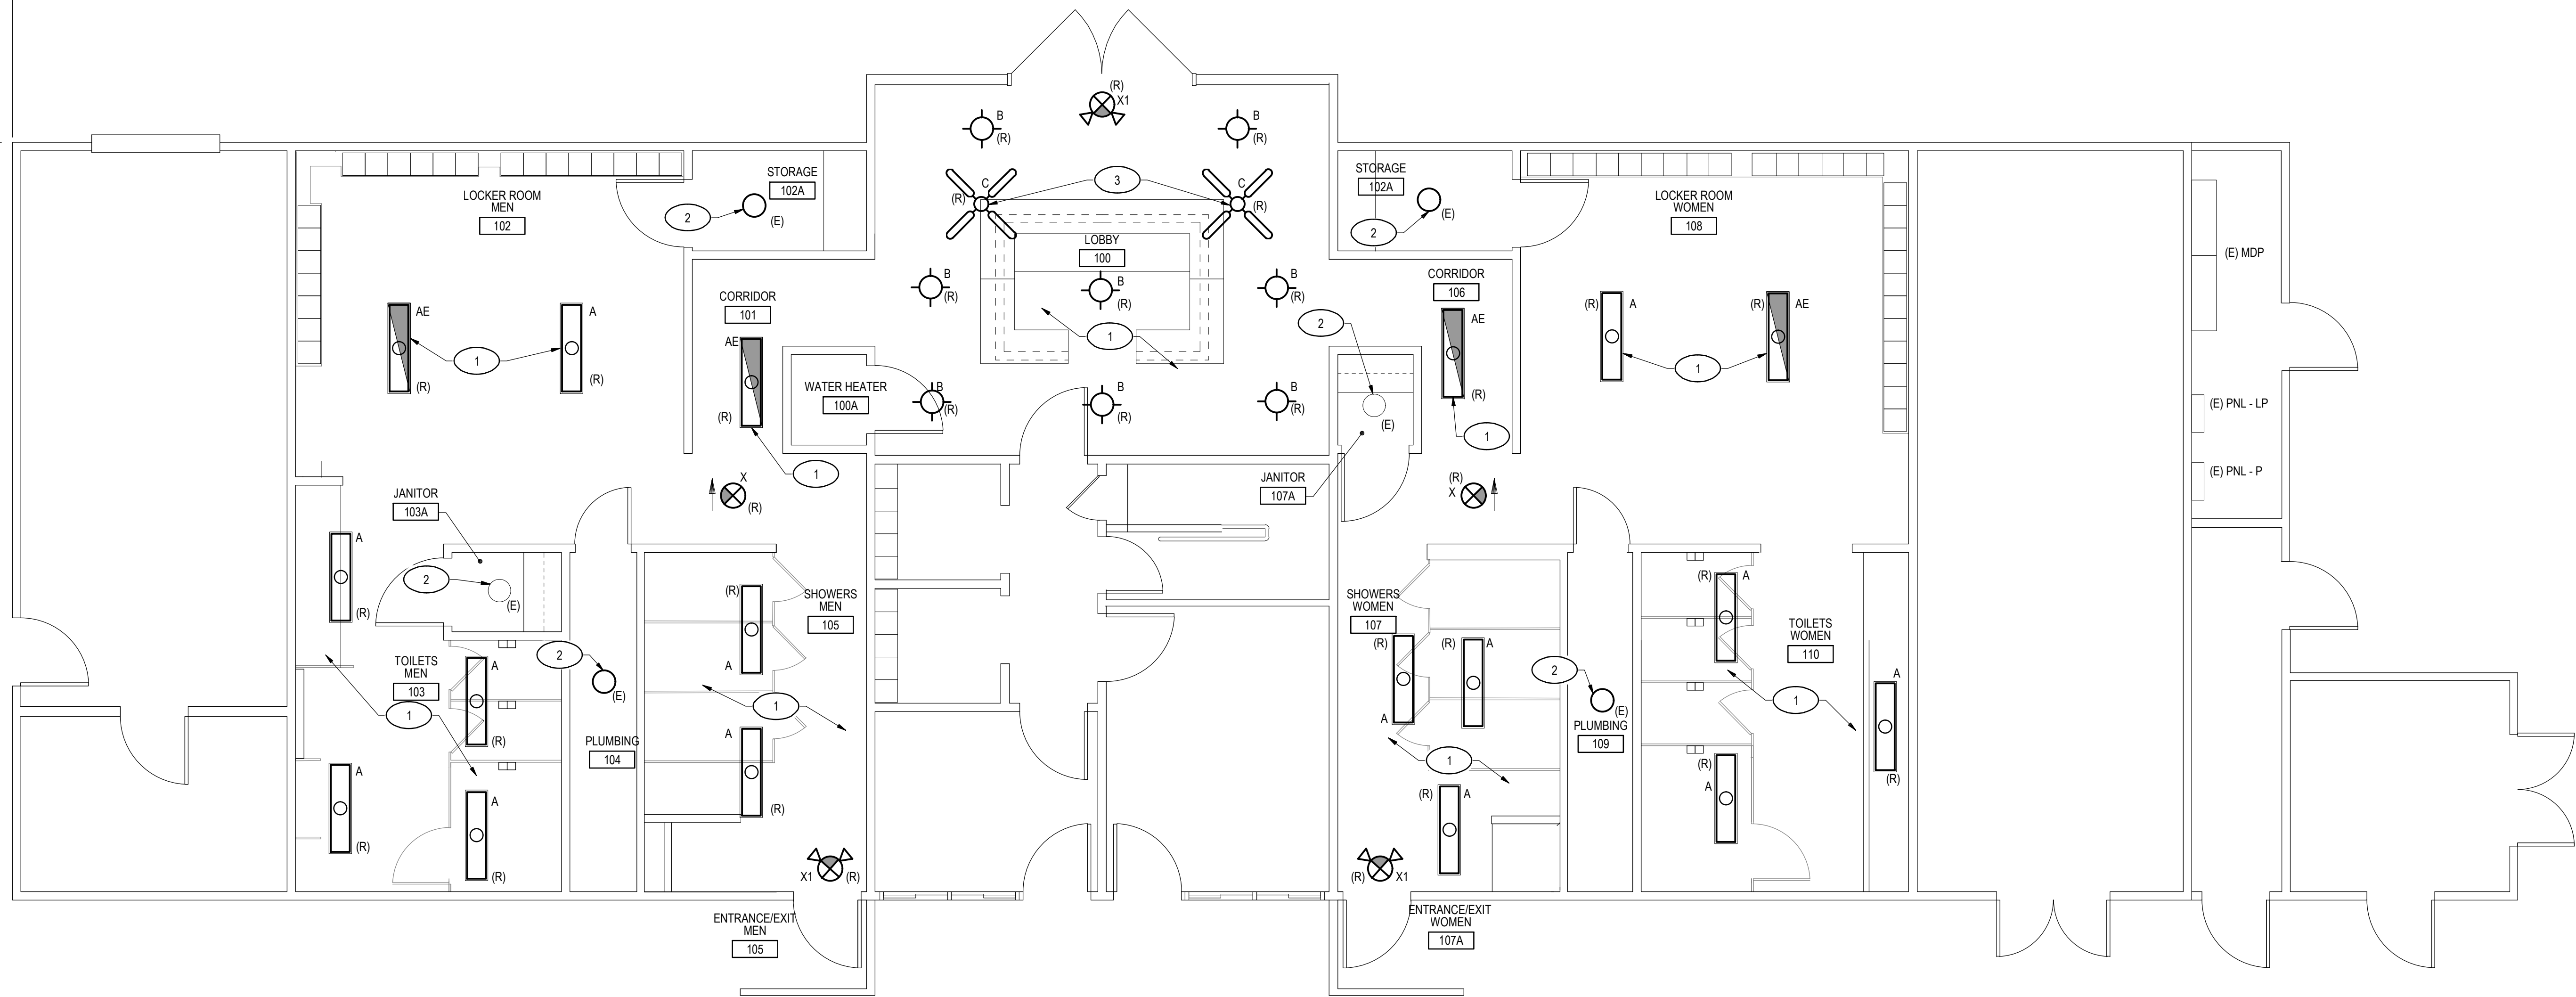 (R)
X1
B
(R)
B
(R)
STORAGE
102A
2
(E)
C
(R)
3
C
(R)
STORAGE
102A
2
(E)
LOCKER ROOM
MEN
102
LOCKER ROOM
WOMEN
108
LOBBY
100
(E) MDP
CORRIDOR
101
CORRIDOR
106
B
(R)
B
(R)
B
(R)
AE
1
(R)
A
(R)
AE
(R)
1
1
2
AE
(R)
1
(R)
A
1
(R)
AE
WATER HEATER
100A
B
(R)
B
(R)
B
(R)
(E)
(E) PNL - LP
(E) PNL - P
JANITOR
103A
X
(R)
JANITOR
107A
(R)
X
A
(R)
2
(E)
(R)
A
SHOWERS
MEN
105
SHOWERS
WOMEN
107
(R)
A
(R)
A
(R)
A
TOILETS
WOMEN
110
TOILETS
MEN
103
A
(R)
1
2
(E)
PLUMBING
104
1
2
(E)
PLUMBING
109
1
A
(R)
A
(R)
A
(R)
A
(R)
1
(R)
A
(R)
A
X1
(R)
(R)
X1
ENTRANCE/EXIT
MEN
105
ENTRANCE/EXIT
WOMEN
107A